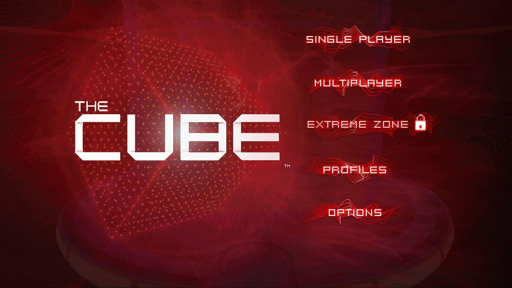 THE
CUBE
™
SINGLE PLAYER
MULTIPLAYER
EXTREME ZONE
PROFILES
OPTIONS